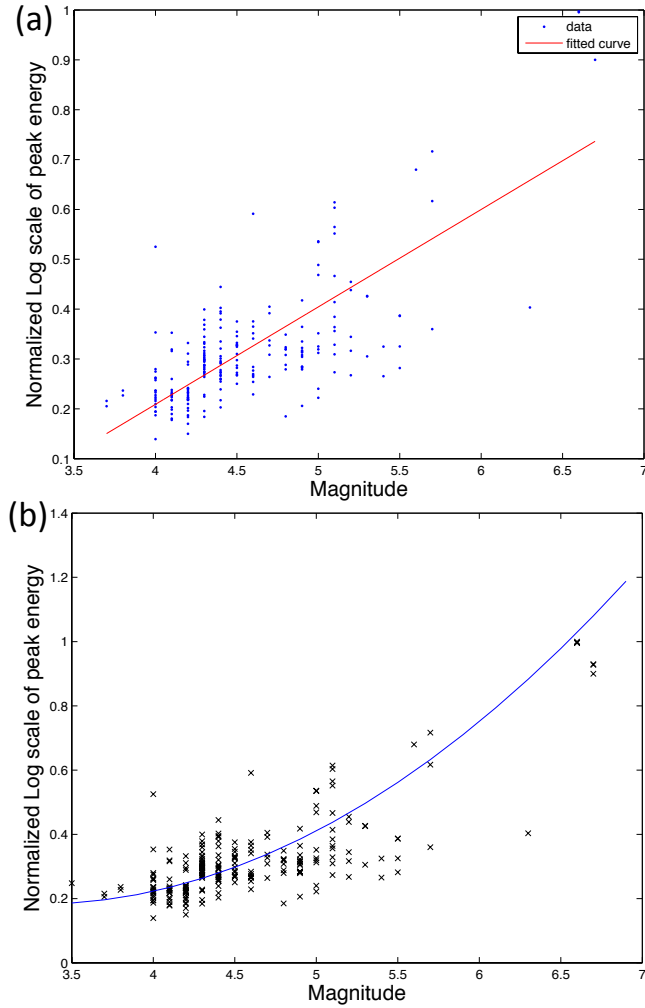 (a)
data
fitted curve
Normalized Log scale of peak energy
1
0.9
0.8
0.7
0.6
0.5
0.4
0.3
0.2
0.1
3.5 4 4.5 5 5.5 6 6.5 7
Magnitude
(b)
Normalized Log scale of peak energy
1.4
1.2
1
0.8
0.6
0.4
0.2
0
3.5 4 4.5 5 5.5 6 6.5 7
Magnitude